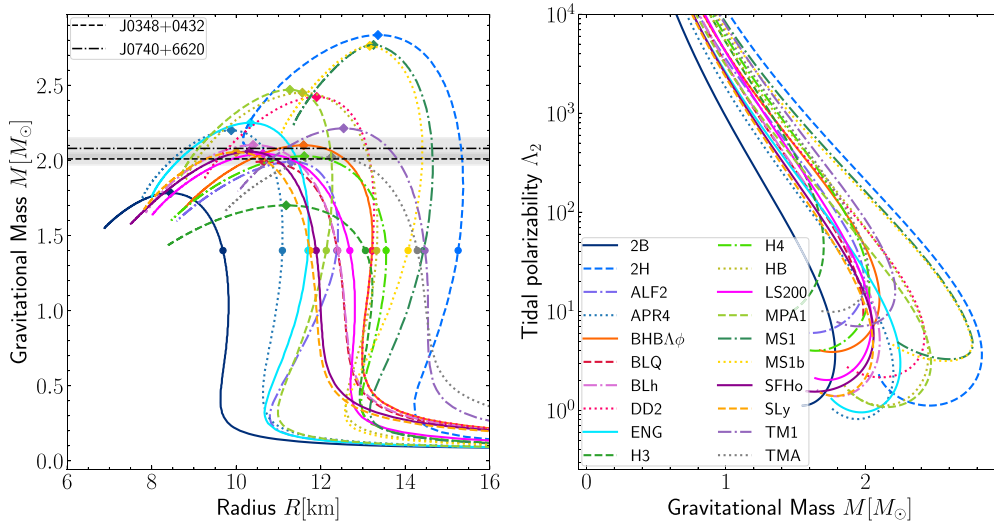 J0348+0432
J0740+6620
Gravitational Mass M[M⊙]
2.5
2.0
1.5
1.0
0.5
0.0
6 8 10 12 14 16
Radius R[km]
Tidal polarizability Λ₂
10⁴
10³
10²
10¹
10⁰
2B
2H
ALF2
APR4
BHBΛϕ
BLQ
BLh
DD2
ENG
H3
H4
HB
LS200
MPA1
MS1
MS1b
SFHo
SLy
TM1
TMA
0 1 2
Gravitational Mass M[M⊙]